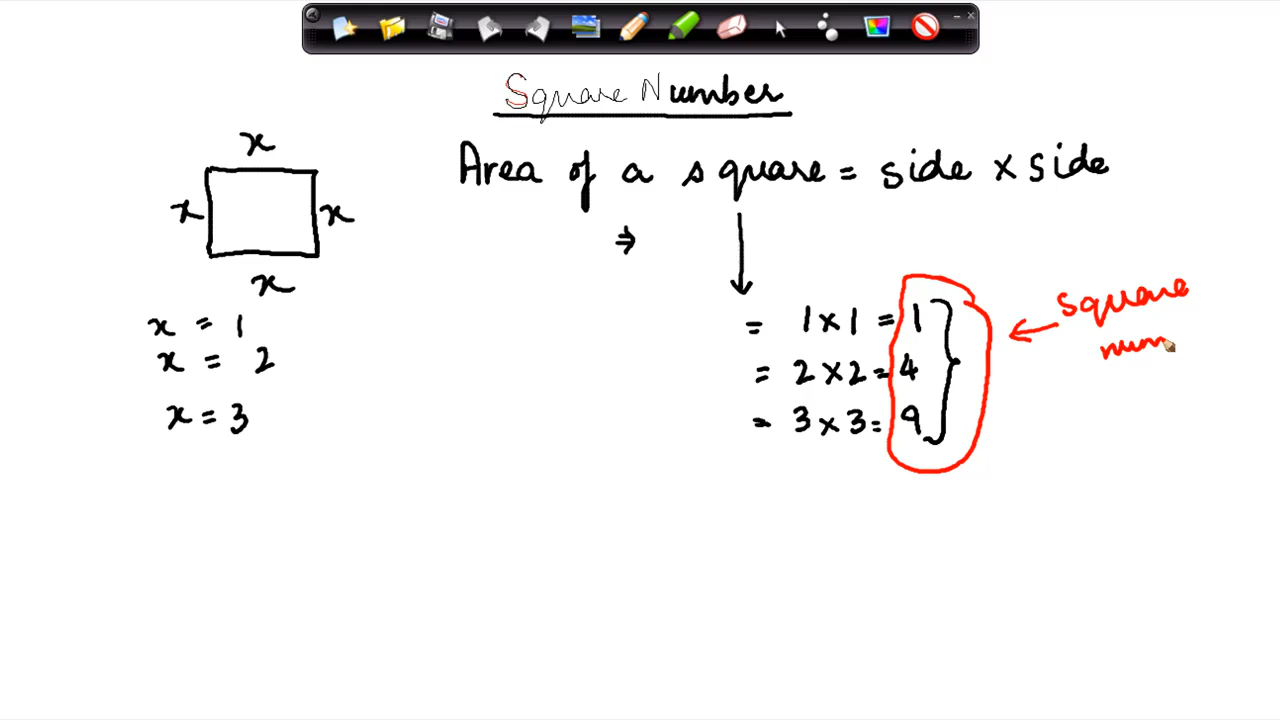 Square Number
x
Area of a square = side × side
x x
⇒
x
x = 1
= 1×1 = 1
square
num
x = 2
= 2×2 = 4
x = 3
= 3×3 = 9